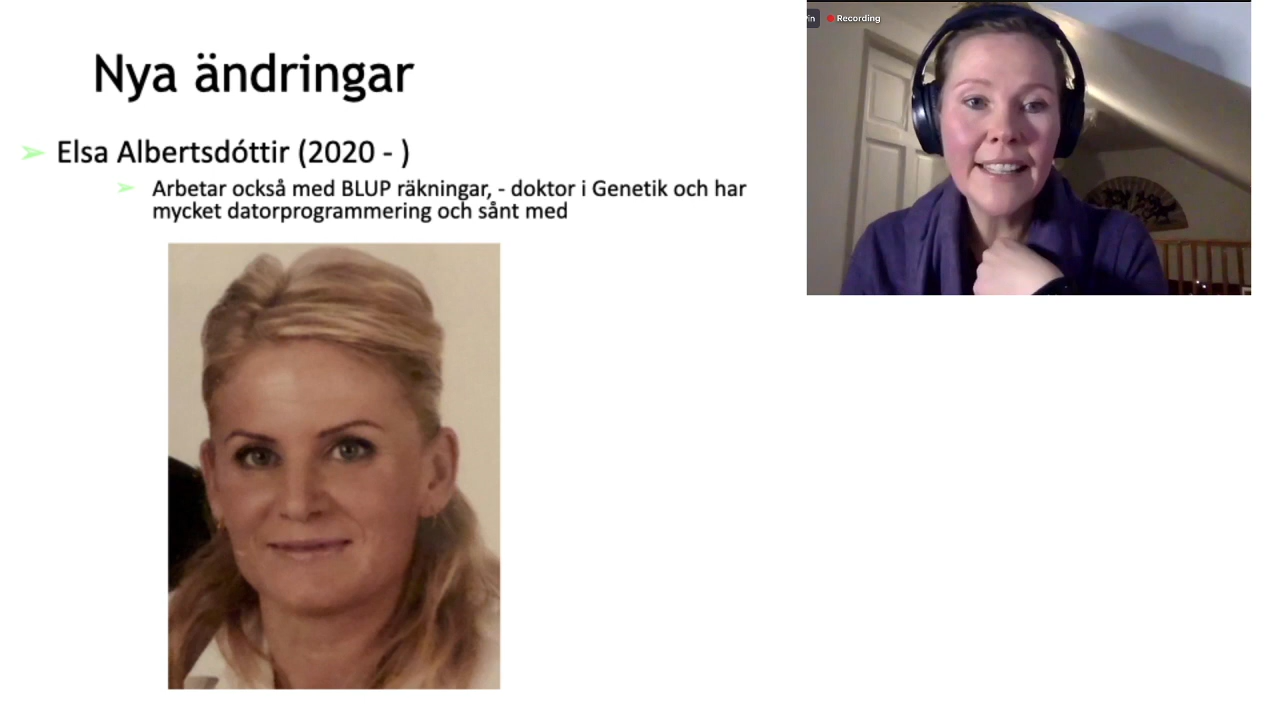 Nya ändringar
Elsa Albertsdóttir (2020 - )
Arbetar också med BLUP räkningar, - doktor i Genetik och har
mycket datorprogrammering och sånt med
Recording